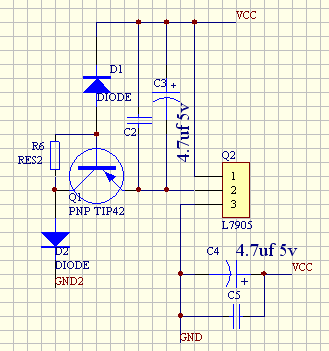 VCC
D1
DIODE
C3
+
4.7uf 5v
C2
R6
RES2
Q1
PNP TIP42
Q2
1
2
3
L7905
D2
DIODE
GND2
C4
4.7uf 5v
VCC
+
C5
GND